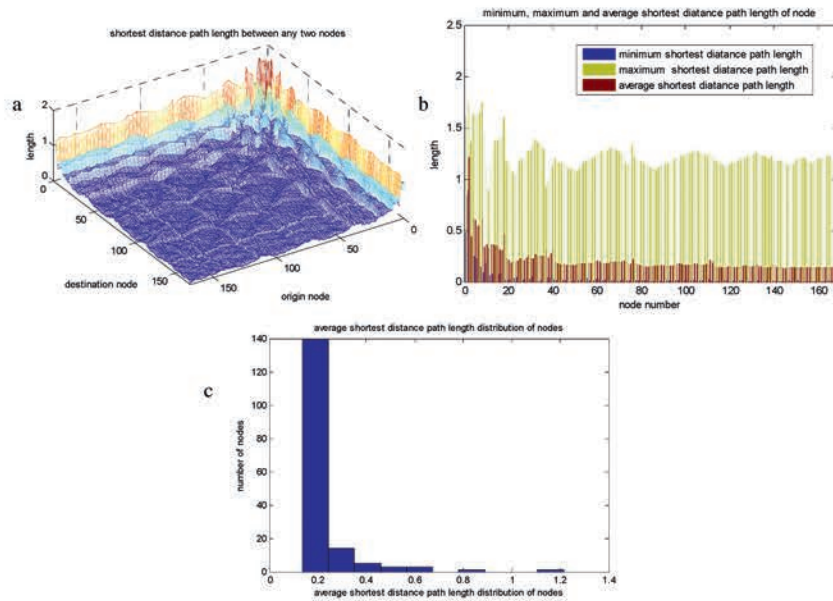 shortest distance path length between any two nodes
a
2
1
0
length
0
50
100
150
destination node
150
100
50
0
origin node
minimum, maximum and average shortest diatance path length of node
b
2.5
2
1.5
1
0.5
0
length
minimum shortest distance path length
maximum shortest distance path length
average shortest distance path length
0
20
40
60
80
100
120
140
160
node number
average shortest distance path length distribution of nodes
c
140
120
100
80
60
40
20
0
number of nodes
0
0.2
0.4
0.6
0.8
1
1.2
1.4
average shortest distance path length distribution of nodes